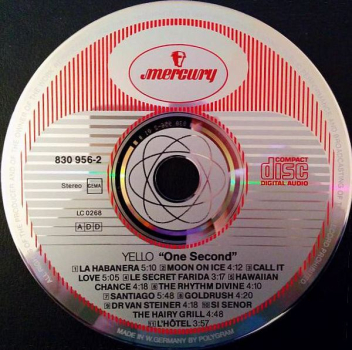 mercury
830 956-2
COMPACT
disc
DIGITAL AUDIO
Stereo GEMA
LC 0268
ADD
YELLO "One Second"
1 LA HABANERA 5:10 2 MOON ON ICE 4:12 3 CALL IT
LOVE 5:05 4 LE SECRET FARIDA 3:17 5 HAWAIIAN
CHANCE 4:18 6 THE RHYTHM DIVINE 4:10
7 SANTIAGO 5:48 8 GOLDRUSH 4:20
9 DR VAN STEINER 4:18 10 SI SENOR
THE HAIRY GRILL 4:48
11 L'HÔTEL 3:57
MADE IN W. GERMANY BY POLYGRAM